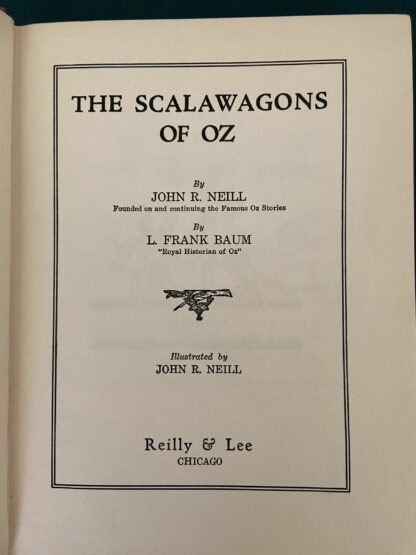 THE SCALAWAGONS
OF OZ
By
JOHN R. NEILL
Founded on and continuing the Famous Oz Stories
By
L. FRANK BAUM
"Royal Historian of Oz"
Illustrated by
JOHN R. NEILL
Reilly & Lee
CHICAGO